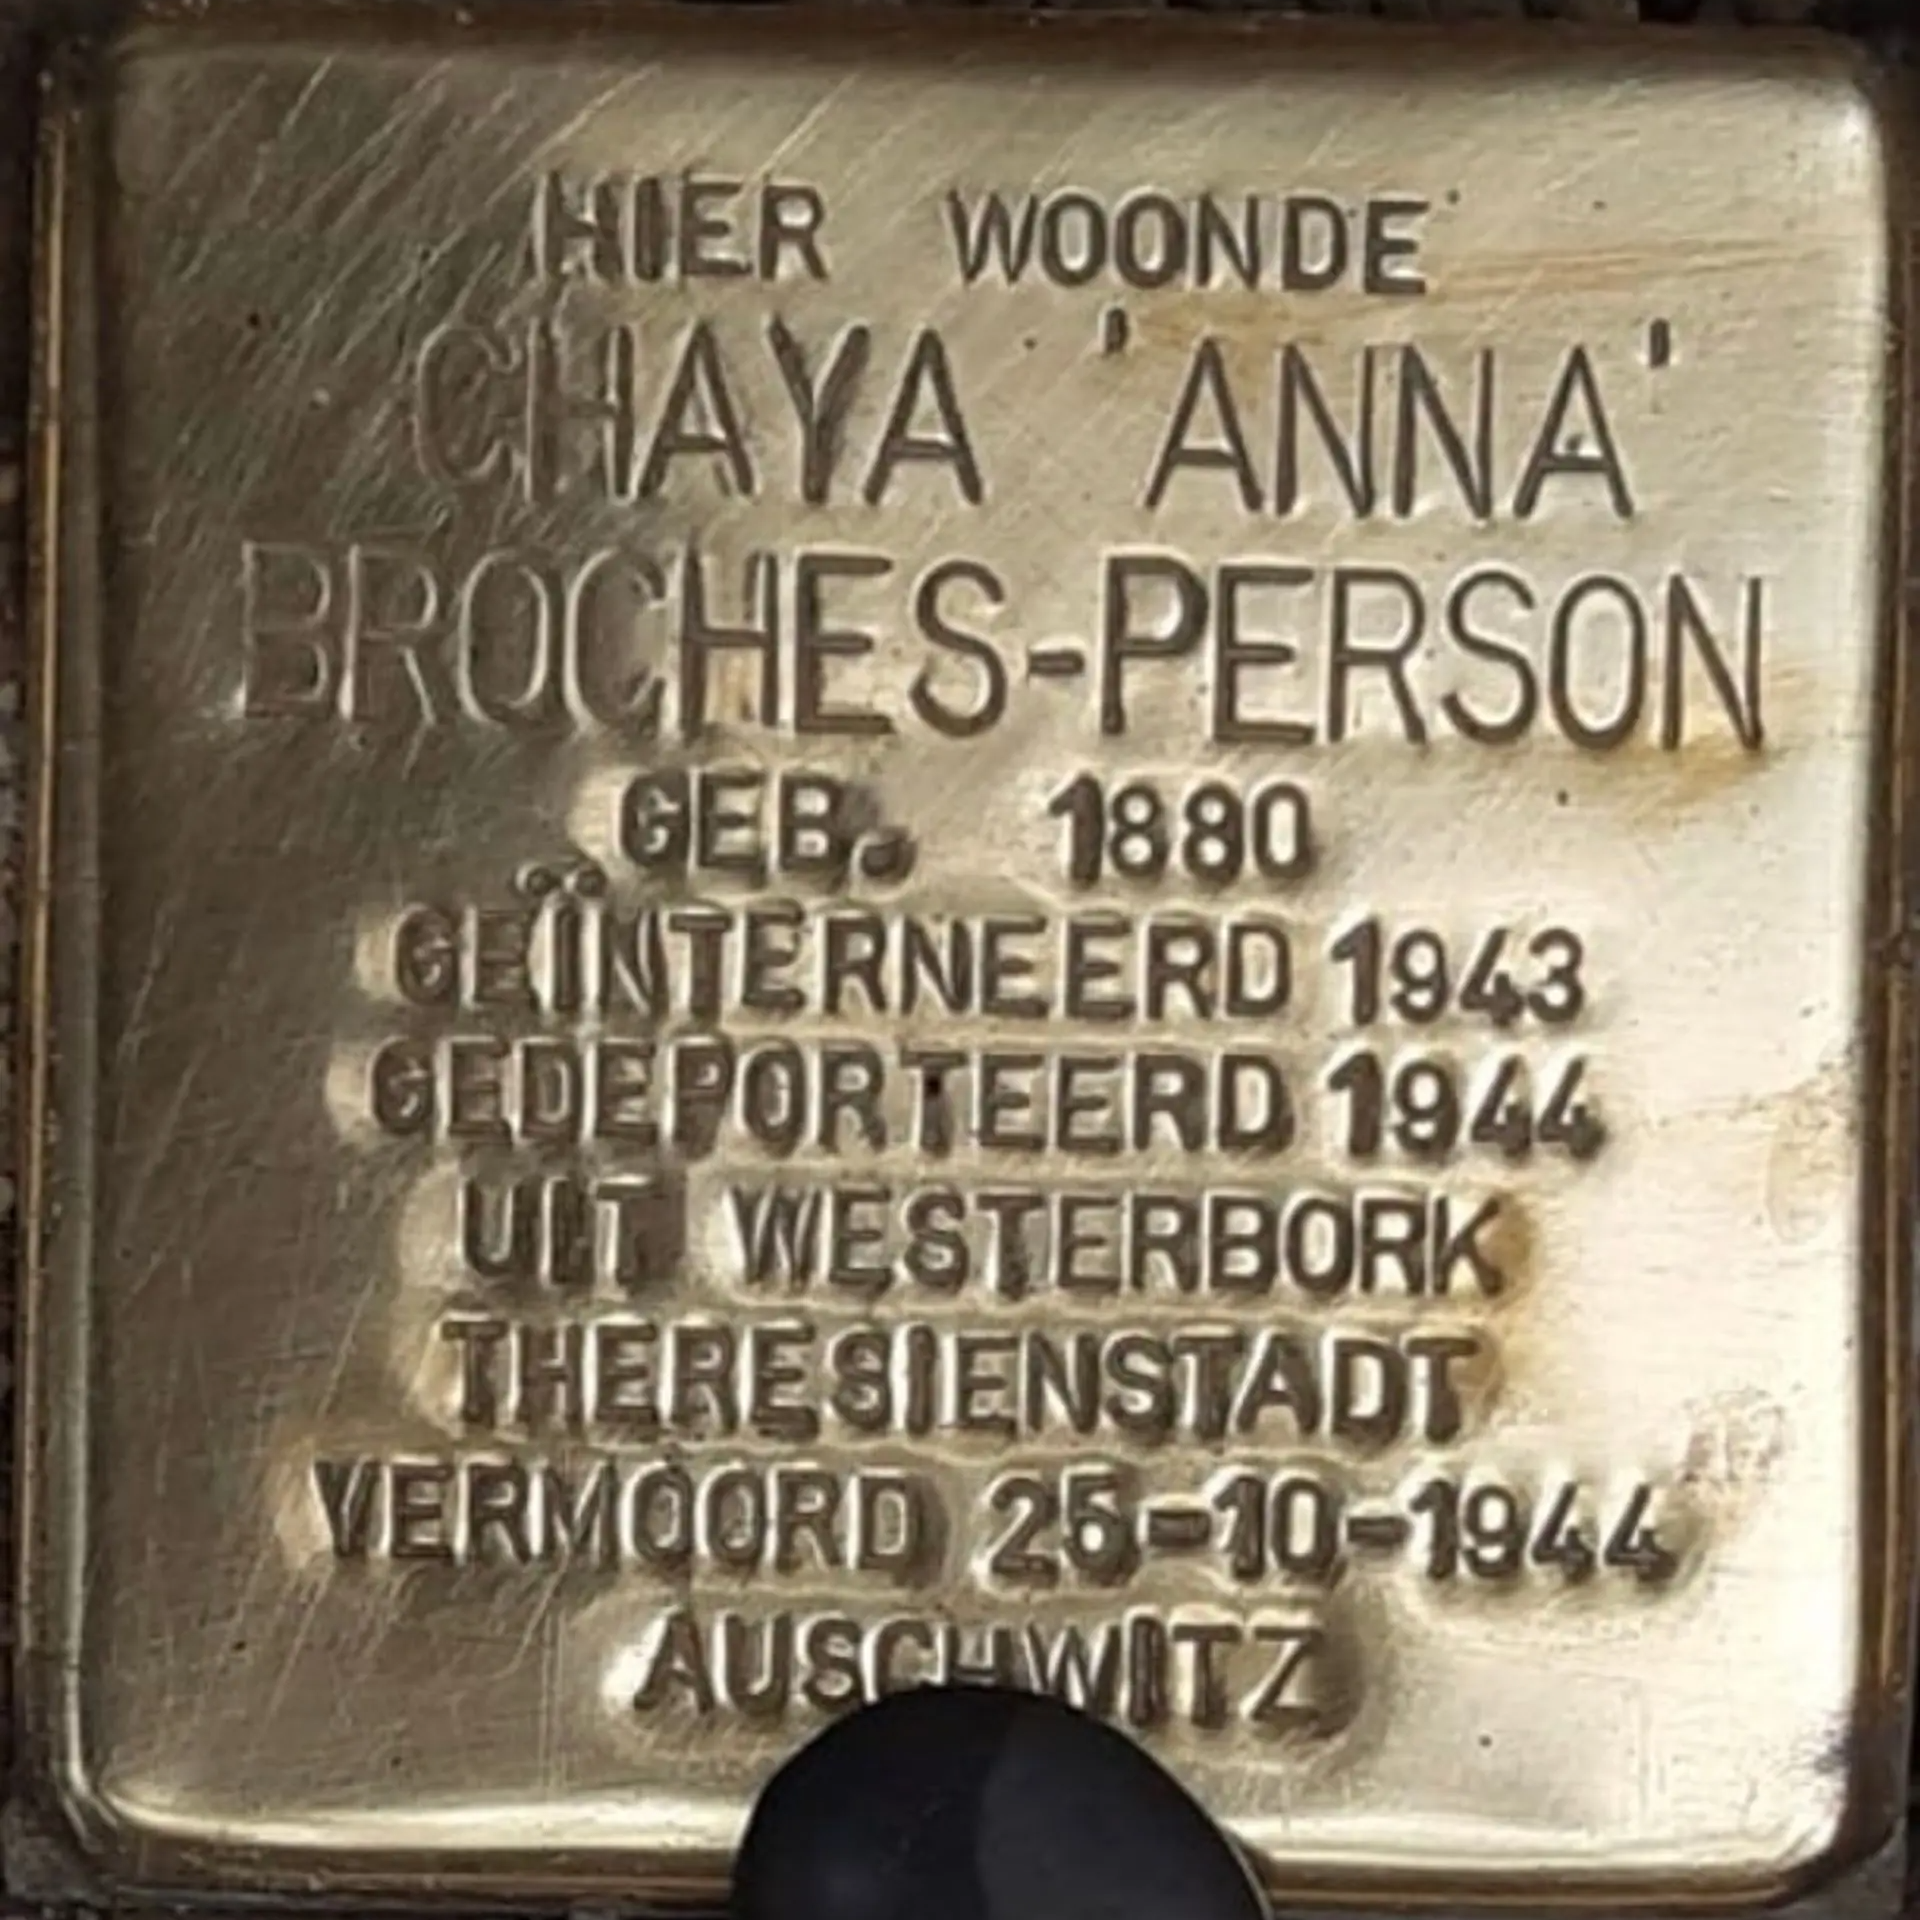 HIER WOONDE
CHAYA 'ANNA'
BROCHES-PERSON
GEB. 1880
GEÏNTERNEERD 1943
GEDEPORTEERD 1944
UIT WESTERBORK
THERESIENSTADT
VERMOORD 25-10-1944
AUSCHWITZ